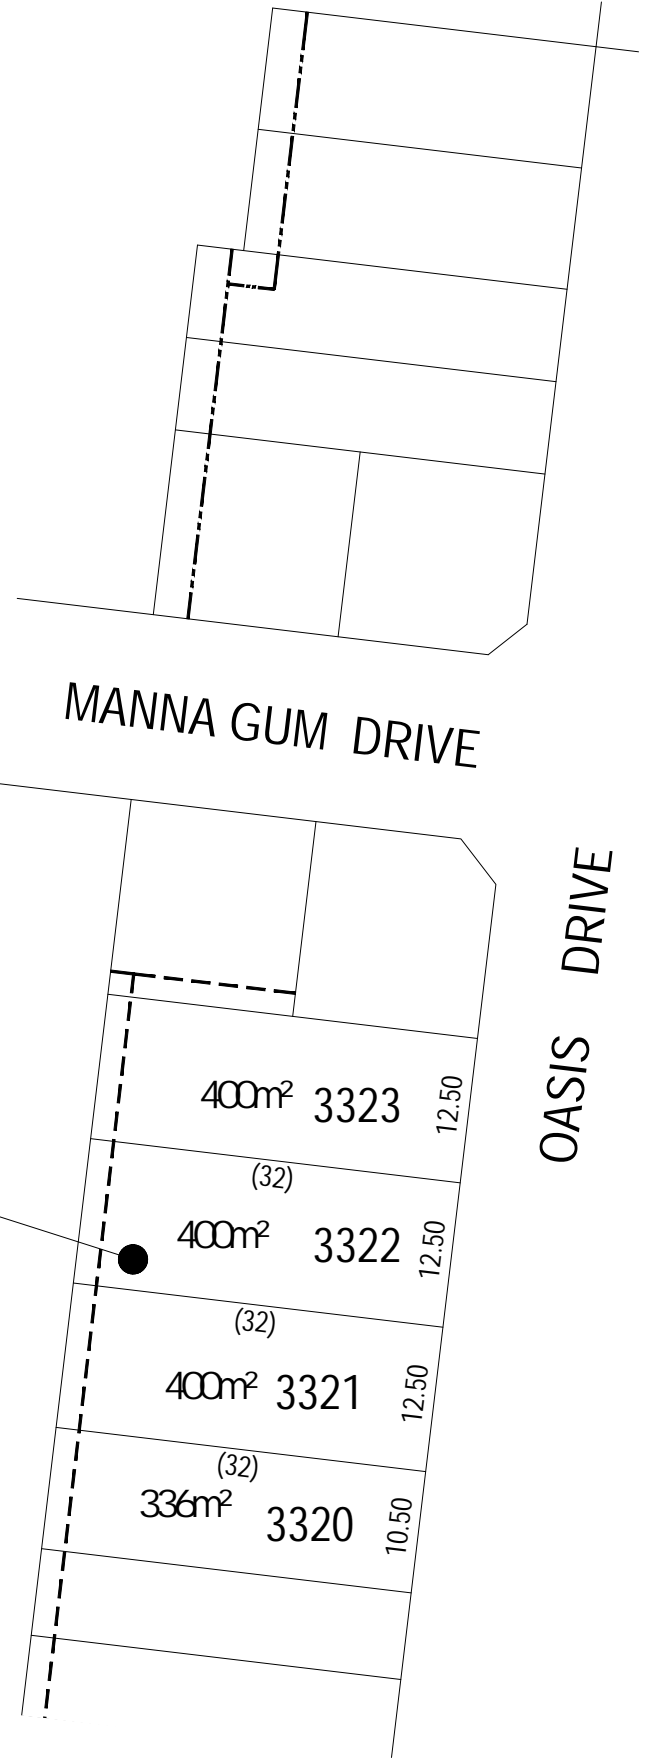 MANNA GUM DRIVE
OASIS DRIVE
400m² 3323 12.50
(32)
400m² 3322 12.50
(32)
400m² 3321 12.50
(32)
336m² 3320 10.50